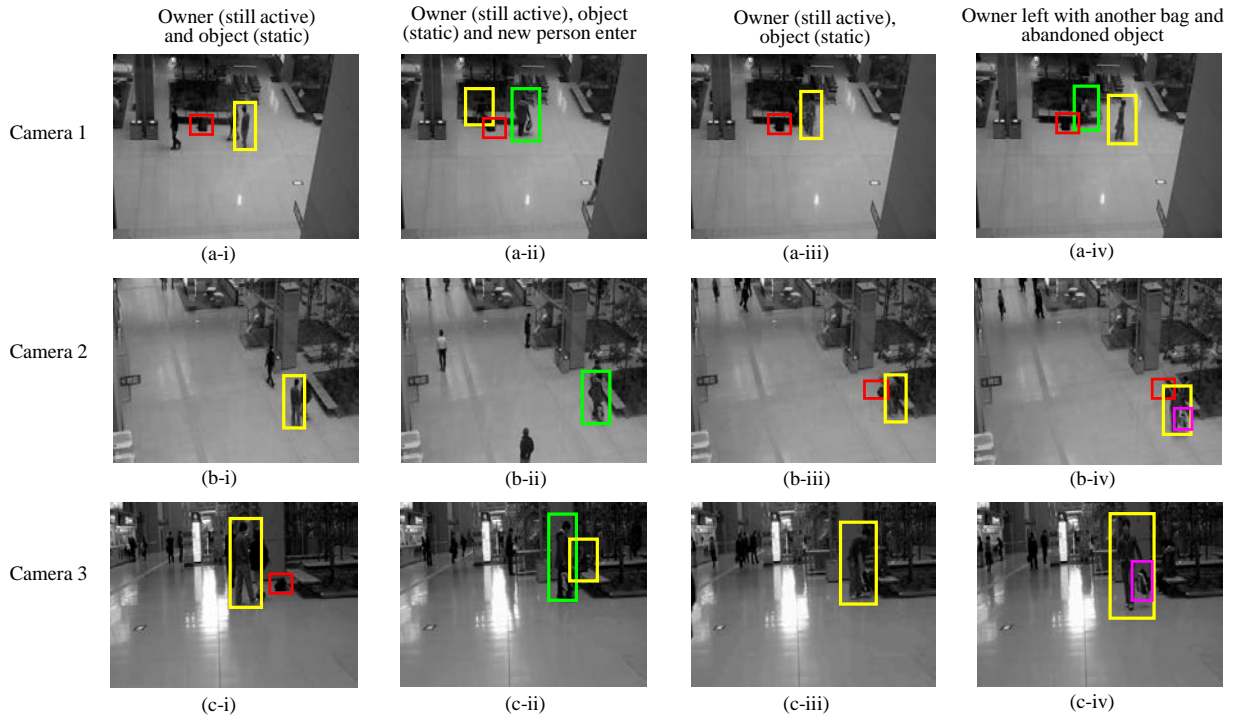 Owner (still active)
and object (static)
Owner (still active), object
(static) and new person enter
Owner (still active),
object (static)
Owner left with another bag and
abandoned object
Camera 1
(a-i)
(a-ii)
(a-iii)
(a-iv)
Camera 2
(b-i)
(b-ii)
(b-iii)
(b-iv)
Camera 3
(c-i)
(c-ii)
(c-iii)
(c-iv)